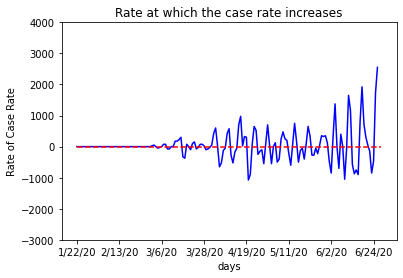 Rate at which the case rate increases
4000
3000
2000
1000
0
−1000
−2000
−3000
Rate of Case Rate
1/22/20 2/13/20 3/6/20 3/28/20 4/19/20 5/11/20 6/2/20 6/24/20
days